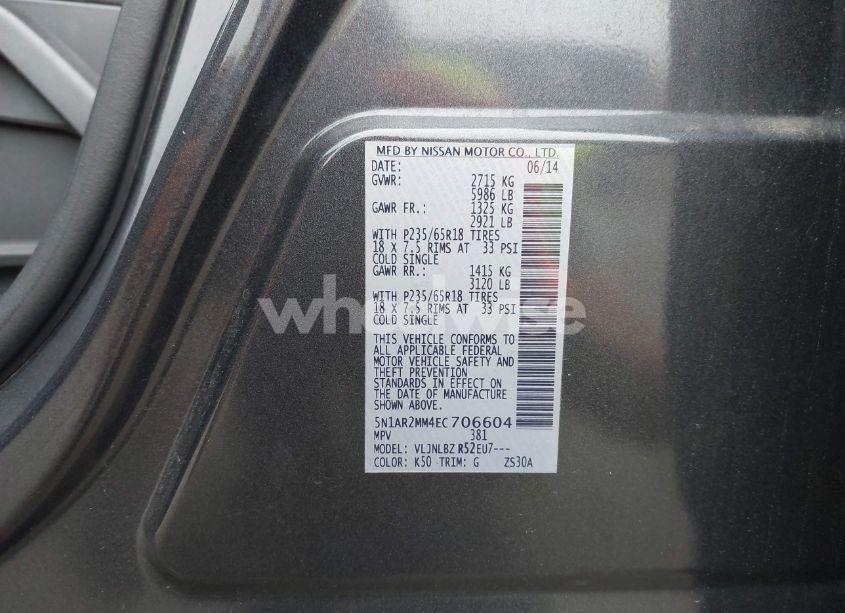 MFD BY NISSAN MOTOR CO., LTD.
DATE: 06/14
GVWR: 2715 KG
5986 LB
GAWR FR.: 1325 KG
2921 LB
WITH P235/65R18 TIRES
18 X 7.5 RIMS AT 33 PSI
COLD SINGLE
GAWR RR.: 1415 KG
3120 LB
WITH P235/65R18 TIRES
18 X 7.5 RIMS AT 33 PSI
COLD SINGLE
wheelwise
THIS VEHICLE CONFORMS TO
ALL APPLICABLE FEDERAL
MOTOR VEHICLE SAFETY AND
THEFT PREVENTION
STANDARDS IN EFFECT ON
THE DATE OF MANUFACTURE
SHOWN ABOVE.
5N1AR2MM4EC706604
MPV 381
MODEL: VLJNLBZ R52EU7---
COLOR: K50 TRIM: G ZS30A